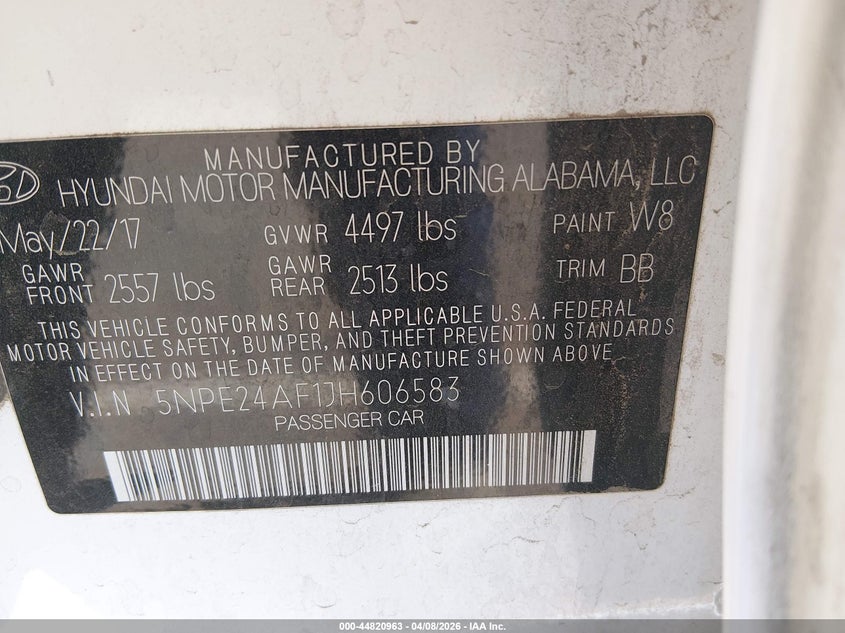 MANUFACTURED BY
HYUNDAI MOTOR MANUFACTURING ALABAMA, LLC
May/22/17 GVWR 4497 lbs PAINT W8
GAWR FRONT 2557 lbs GAWR REAR 2513 lbs TRIM BB
THIS VEHICLE CONFORMS TO ALL APPLICABLE U.S.A. FEDERAL
MOTOR VEHICLE SAFETY, BUMPER, AND THEFT PREVENTION STANDARDS
IN EFFECT ON THE DATE OF MANUFACTURE SHOWN ABOVE.
V.I.N 5NPE24AF1JH606583
PASSENGER CAR
000-44820963 - 04/08/2026 - IAA Inc.